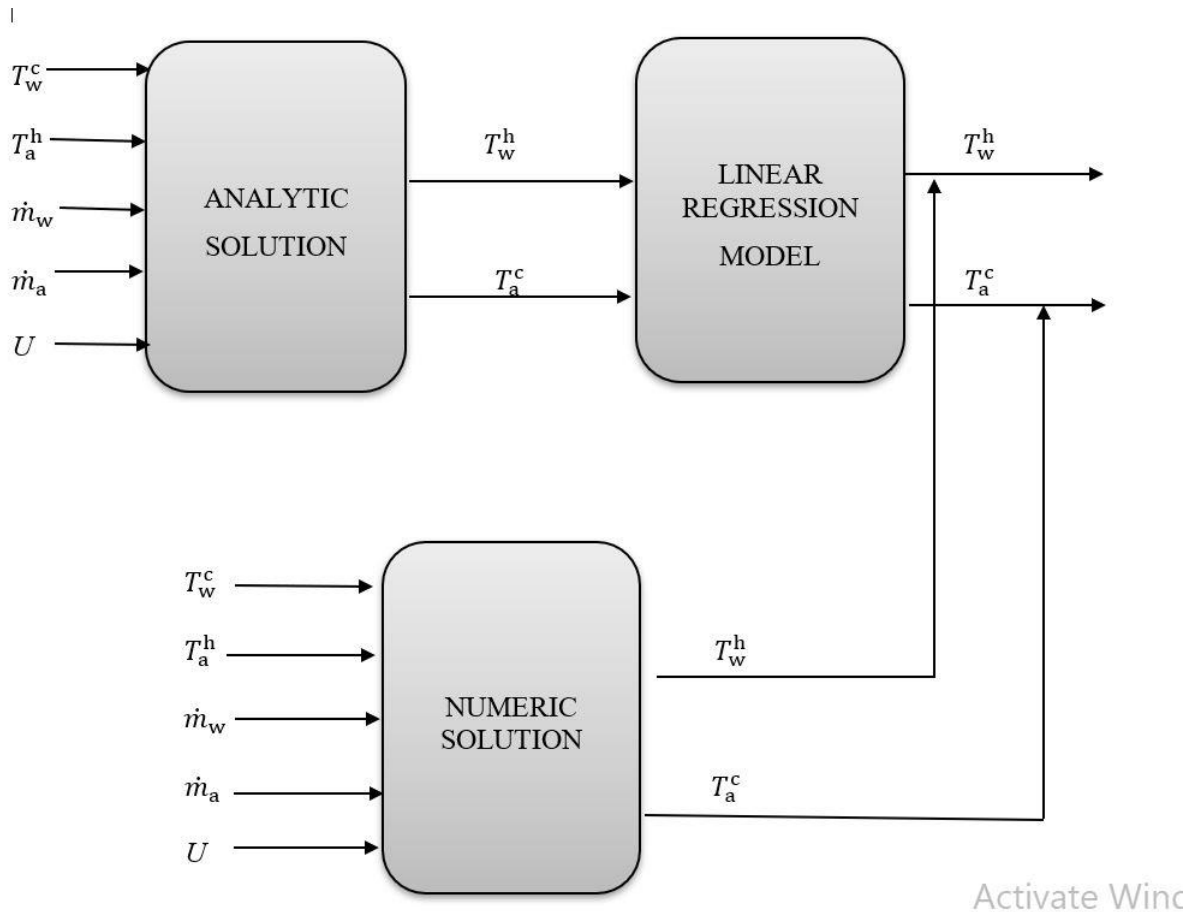 T_w^c
T_a^h
ṁ_w
ṁ_a
U
ANALYTIC
SOLUTION
T_w^h
T_a^c
LINEAR
REGRESSION
MODEL
T_w^h
T_a^c
T_w^c
T_a^h
ṁ_w
ṁ_a
U
NUMERIC
SOLUTION
T_w^h
T_a^c
Activate Wind